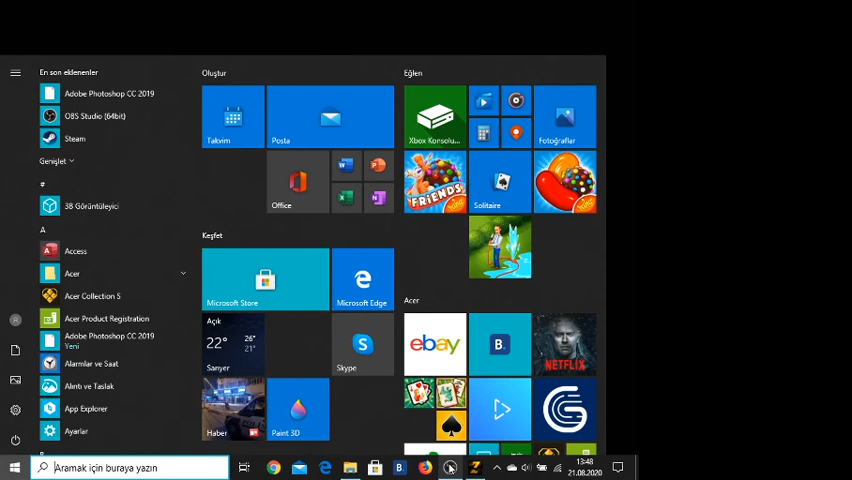 En son eklenenler
Adobe Photoshop CC 2019
OBS Studio (64bit)
Steam
Genişlet
#
3B Görüntüleyici
A
Access
Acer
Acer Collection S
Acer Product Registration
Adobe Photoshop CC 2019
Yeni
Alarmlar ve Saat
Alıntı ve Taslak
App Explorer
Ayarlar
Oluştur
Takvim
Posta
Office
Keşfet
Microsoft Store
Microsoft Edge
Açık
22°
26°
21°
Sarıyer
Skype
Haber
Paint 3D
Eğlen
Xbox Konsolu...
Fotoğraflar
FRIENDS
Solitaire
Acer
ebay
B.
NETFLIX
Aramak için buraya yazın
B.
13:48
21.08.2020